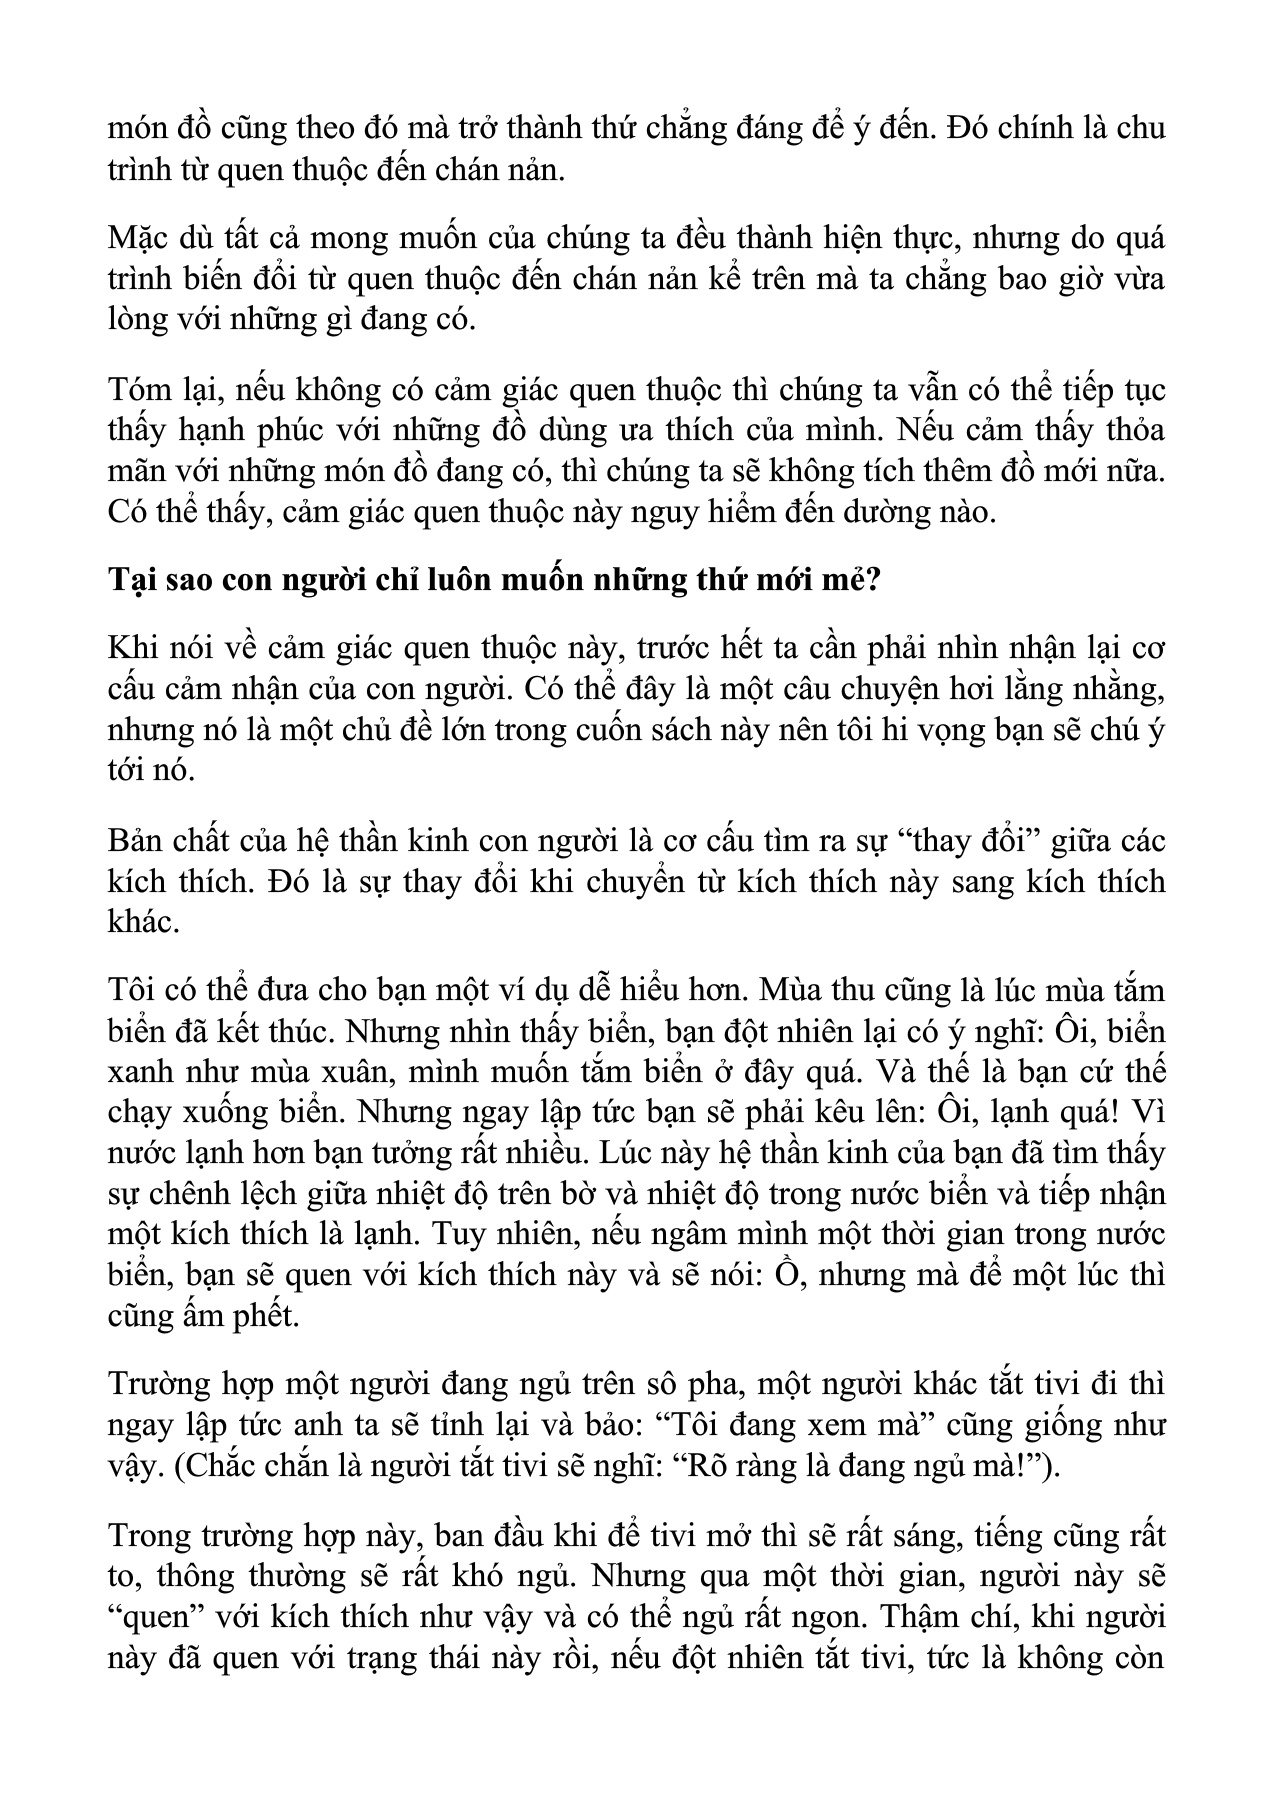 món đồ cũng theo đó mà trở thành thứ chẳng đáng để ý đến. Đó chính là chu
trình từ quen thuộc đến chán nản.
Mặc dù tất cả mong muốn của chúng ta đều thành hiện thực, nhưng do quá
trình biến đổi từ quen thuộc đến chán nản kể trên mà ta chẳng bao giờ vừa
lòng với những gì đang có.
Tóm lại, nếu không có cảm giác quen thuộc thì chúng ta vẫn có thể tiếp tục
thấy hạnh phúc với những đồ dùng ưa thích của mình. Nếu cảm thấy thỏa
mãn với những món đồ đang có, thì chúng ta sẽ không tích thêm đồ mới nữa.
Có thể thấy, cảm giác quen thuộc này nguy hiểm đến dường nào.
Tại sao con người chỉ luôn muốn những thứ mới mẻ?
Khi nói về cảm giác quen thuộc này, trước hết ta cần phải nhìn nhận lại cơ
cấu cảm nhận của con người. Có thể đây là một câu chuyện hơi lằng nhằng,
nhưng nó là một chủ đề lớn trong cuốn sách này nên tôi hi vọng bạn sẽ chú ý
tới nó.
Bản chất của hệ thần kinh con người là cơ cấu tìm ra sự “thay đổi” giữa các
kích thích. Đó là sự thay đổi khi chuyển từ kích thích này sang kích thích
khác.
Tôi có thể đưa cho bạn một ví dụ dễ hiểu hơn. Mùa thu cũng là lúc mùa tắm
biển đã kết thúc. Nhưng nhìn thấy biển, bạn đột nhiên lại có ý nghĩ: Ôi, biển
xanh như mùa xuân, mình muốn tắm biển ở đây quá. Và thế là bạn cứ thế
chạy xuống biển. Nhưng ngay lập tức bạn sẽ phải kêu lên: Ôi, lạnh quá! Vì
nước lạnh hơn bạn tưởng rất nhiều. Lúc này hệ thần kinh của bạn đã tìm thấy
sự chênh lệch giữa nhiệt độ trên bờ và nhiệt độ trong nước biển và tiếp nhận
một kích thích là lạnh. Tuy nhiên, nếu ngâm mình một thời gian trong nước
biển, bạn sẽ quen với kích thích này và sẽ nói: Ồ, nhưng mà để một lúc thì
cũng ấm phết.
Trường hợp một người đang ngủ trên sô pha, một người khác tắt tivi đi thì
ngay lập tức anh ta sẽ tỉnh lại và bảo: “Tôi đang xem mà” cũng giống như
vậy. (Chắc chắn là người tắt tivi sẽ nghĩ: “Rõ ràng là đang ngủ mà!”).
Trong trường hợp này, ban đầu khi để tivi mở thì sẽ rất sáng, tiếng cũng rất
to, thông thường sẽ rất khó ngủ. Nhưng qua một thời gian, người này sẽ
“quen” với kích thích như vậy và có thể ngủ rất ngon. Thậm chí, khi người
này đã quen với trạng thái này rồi, nếu đột nhiên tắt tivi, tức là không còn